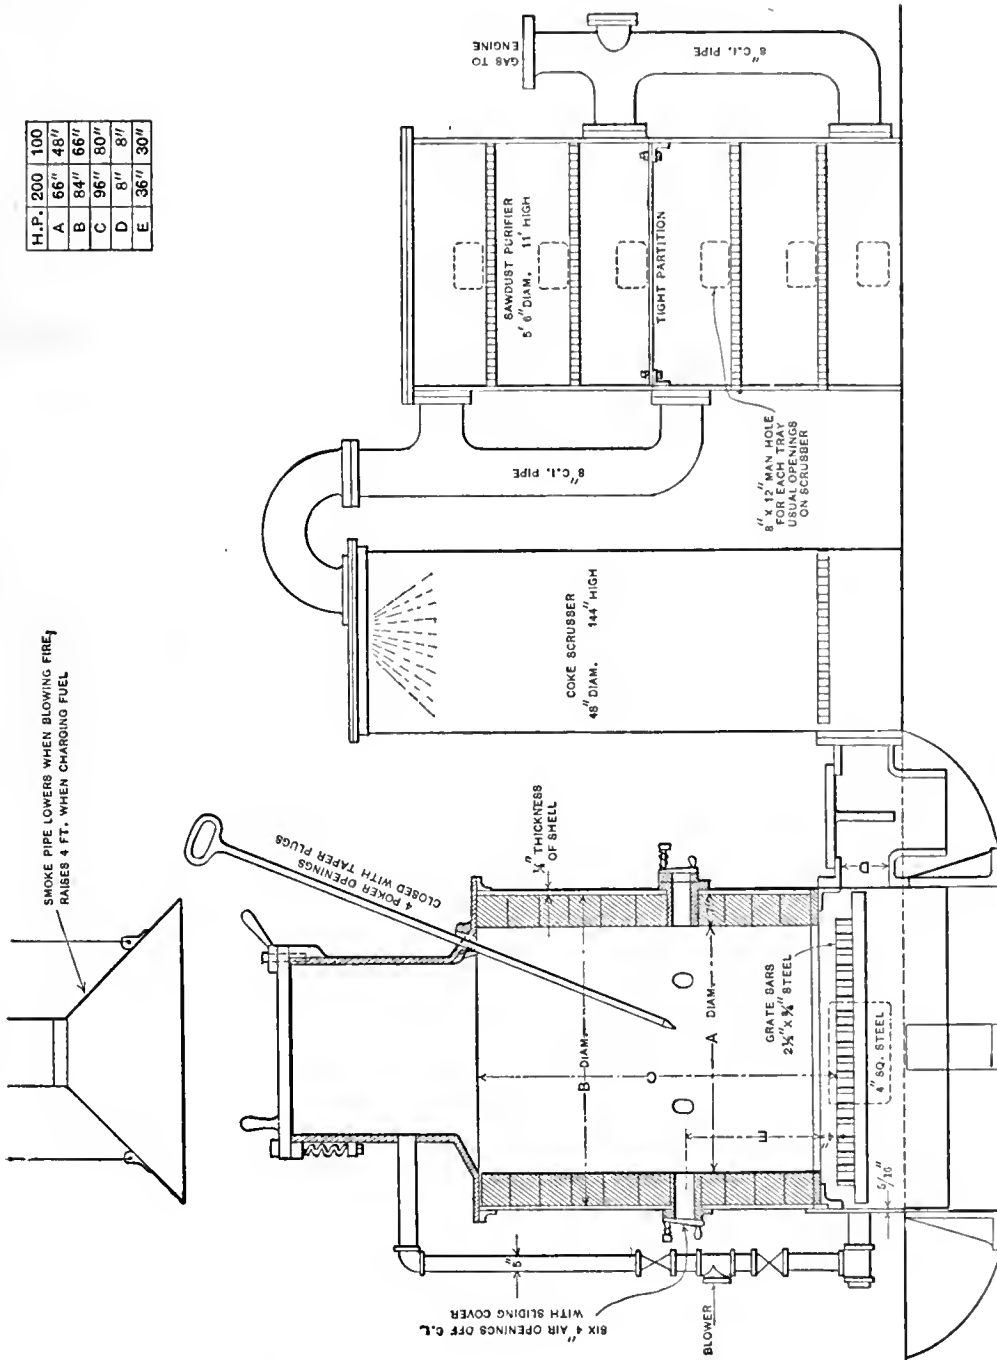 SMOKE PIPE LOWERS WHEN BLOWING FIRE;
RAISES 4 FT. WHEN CHARGING FUEL
H.P. 200 100
A 66" 48"
B 84" 66"
C 96" 80"
D 8" 8"
E 36" 30"
GAS TO
ENGINE
8" C.I. PIPE
SAWDUST PURIFIER
5' 6" DIAM. 11' HIGH
TIGHT PARTITION
8" C.I. PIPE
8" X 12" MAN HOLE
FOR EACH TRAY
USUAL OPENINGS
ON SCRUBBER
COKE SCRUBBER
48" DIAM. 144" HIGH
4 POKER OPENINGS
CLOSED WITH TAPER PLUGS
1/4" THICKNESS
OF SHELL
7"
B DIAM.
C
A DIAM.
E
D
GRATE BARS
2 1/2" X 3/4" STEEL
4" SQ. STEEL
5/16"
5"
SIX 4" AIR OPENINGS OFF C.L.
WITH SLIDING COVER
BLOWER